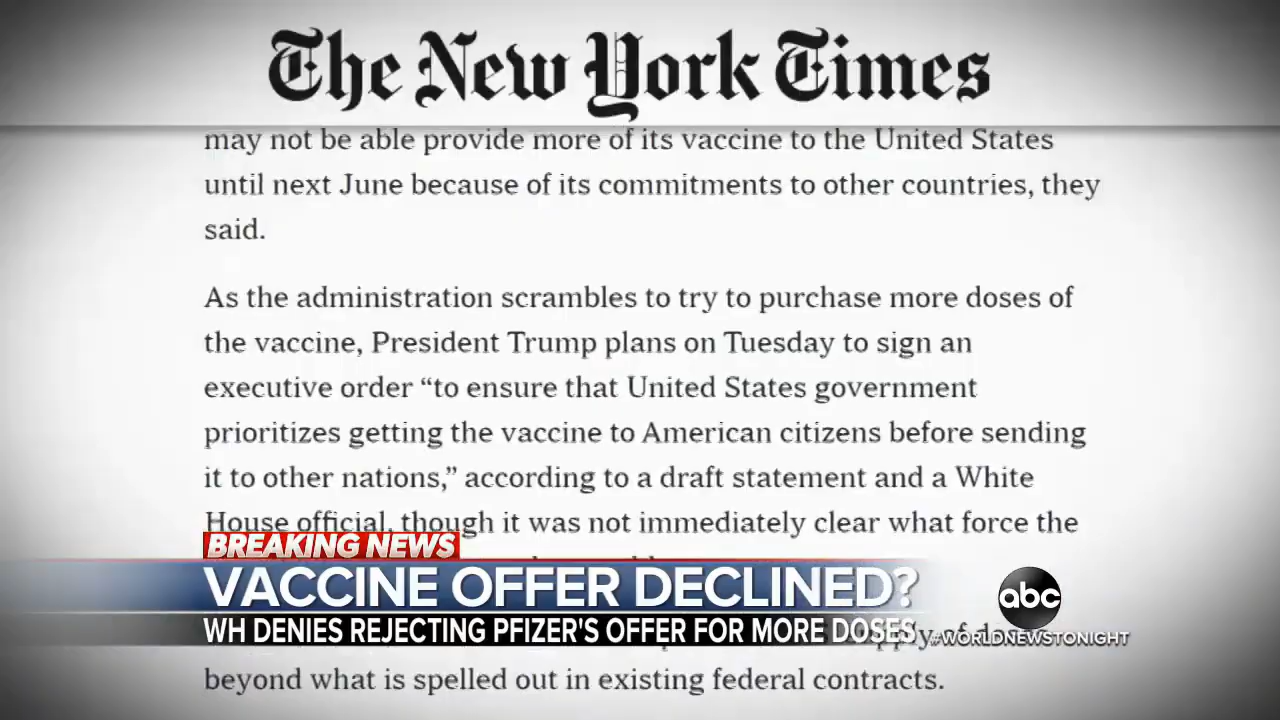 The New York Times
may not be able provide more of its vaccine to the United States
until next June because of its commitments to other countries, they
said.
As the administration scrambles to try to purchase more doses of
the vaccine, President Trump plans on Tuesday to sign an
executive order “to ensure that United States government
prioritizes getting the vaccine to American citizens before sending
it to other nations,” according to a draft statement and a White
House official, though it was not immediately clear what force the
BREAKING NEWS
VACCINE OFFER DECLINED?
abc
WH DENIES REJECTING PFIZER'S OFFER FOR MORE DOSES
#WORLDNEWSTONIGHT
beyond what is spelled out in existing federal contracts.